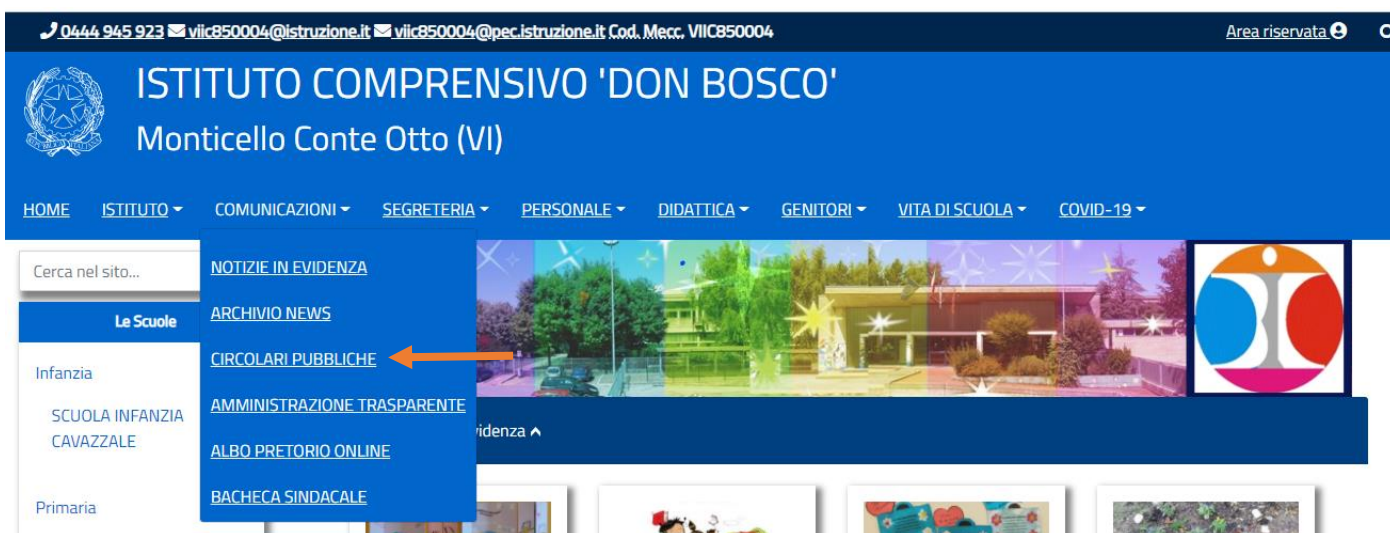 0444 945 923 viic850004@istruzione.it viic850004@pec.istruzione.it Cod. Mecc. VIIC850004
Area riservata
ISTITUTO COMPRENSIVO 'DON BOSCO'
Monticello Conte Otto (VI)
HOME ISTITUTO COMUNICAZIONI SEGRETERIA PERSONALE DIDATTICA GENITORI VITA DI SCUOLA COVID-19
Cerca nel sito...
Le Scuole
Infanzia
SCUOLA INFANZIA
CAVAZZALE
Primaria
NOTIZIE IN EVIDENZA
ARCHIVIO NEWS
CIRCOLARI PUBBLICHE
AMMINISTRAZIONE TRASPARENTE
ALBO PRETORIO ONLINE
BACHECA SINDACALE
videnza